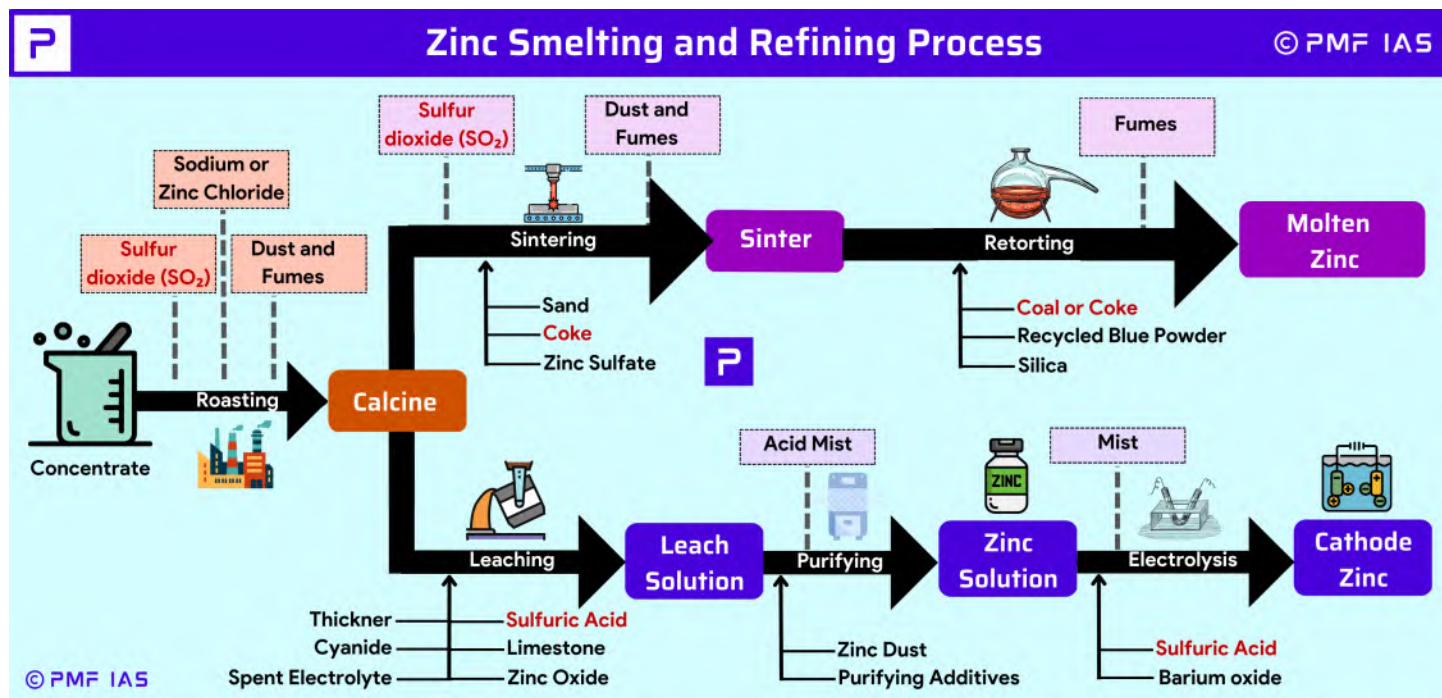 P
Zinc Smelting and Refining Process
© PMF IAS
Sulfur
dioxide (SO₂)
Dust and
Fumes
Fumes
Sodium or
Zinc Chloride
Sulfur
dioxide (SO₂)
Dust and
Fumes
Sintering
Sinter
Retorting
Molten
Zinc
Sand
Coke
Zinc Sulfate
Coal or Coke
Recycled Blue Powder
Silica
P
Concentrate
Roasting
Calcine
Acid Mist
Mist
ZINC
Leaching
Leach
Solution
Purifying
Zinc
Solution
Electrolysis
Cathode
Zinc
Thickner
Cyanide
Spent Electrolyte
Sulfuric Acid
Limestone
Zinc Oxide
Zinc Dust
Purifying Additives
Sulfuric Acid
Barium oxide
© PMF IAS